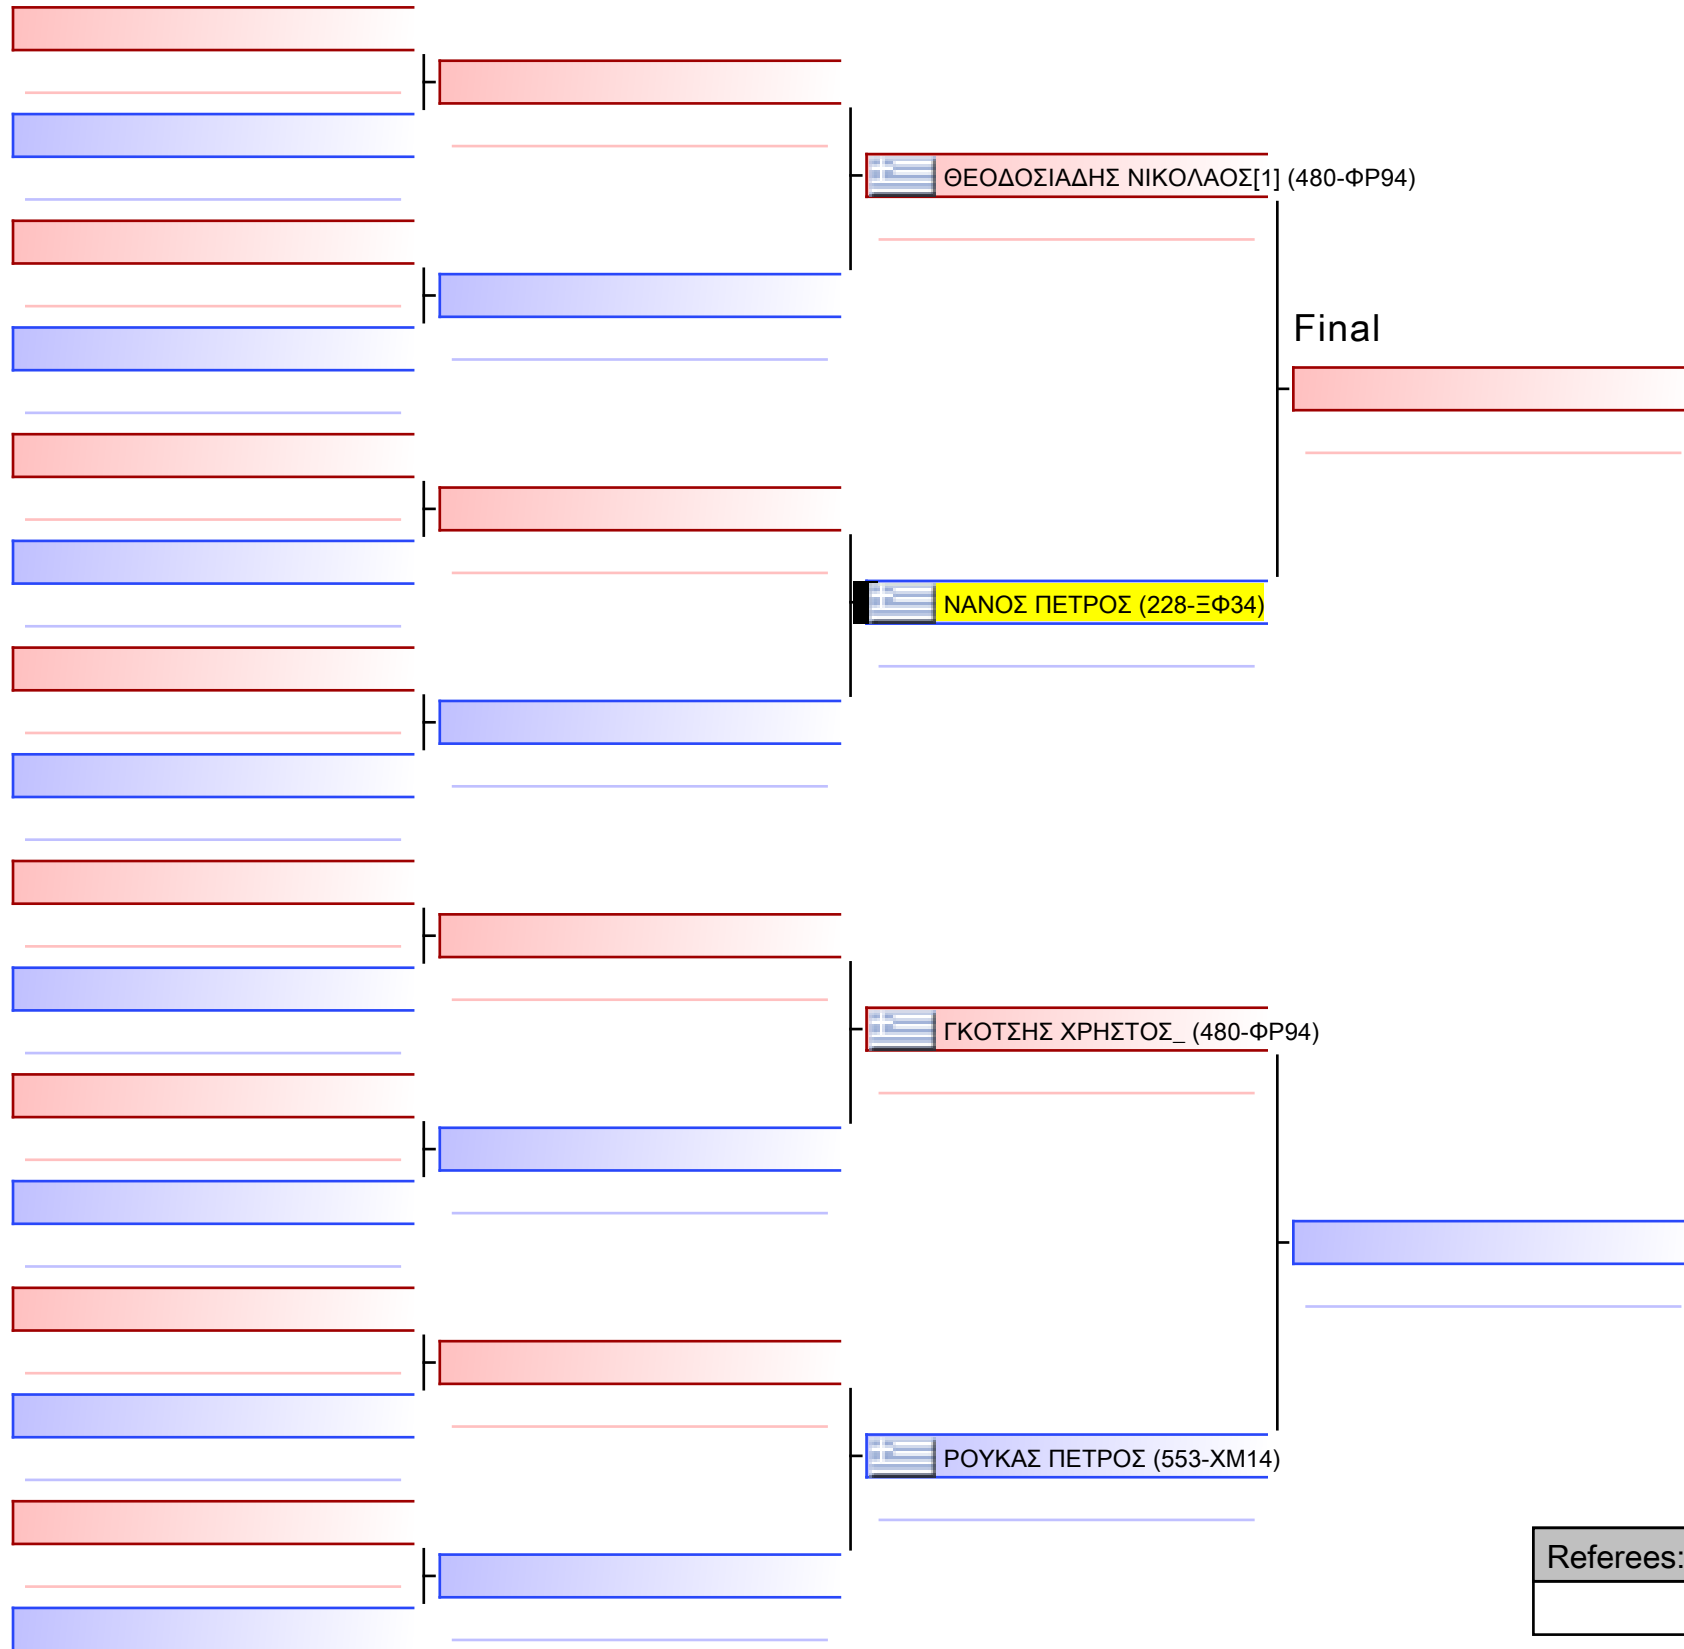 ΘΕΟΔΟΣΙΑΔΗΣ ΝΙΚΟΛΑΟΣ[1] (480-ΦΡ94)
Final
ΝΑΝΟΣ ΠΕΤΡΟΣ (228-ΞΦ34)
ΓΚΟΤΣΗΣ ΧΡΗΣΤΟΣ_ (480-ΦΡ94)
ΡΟΥΚΑΣ ΠΕΤΡΟΣ (553-ΧΜ14)
Referees: